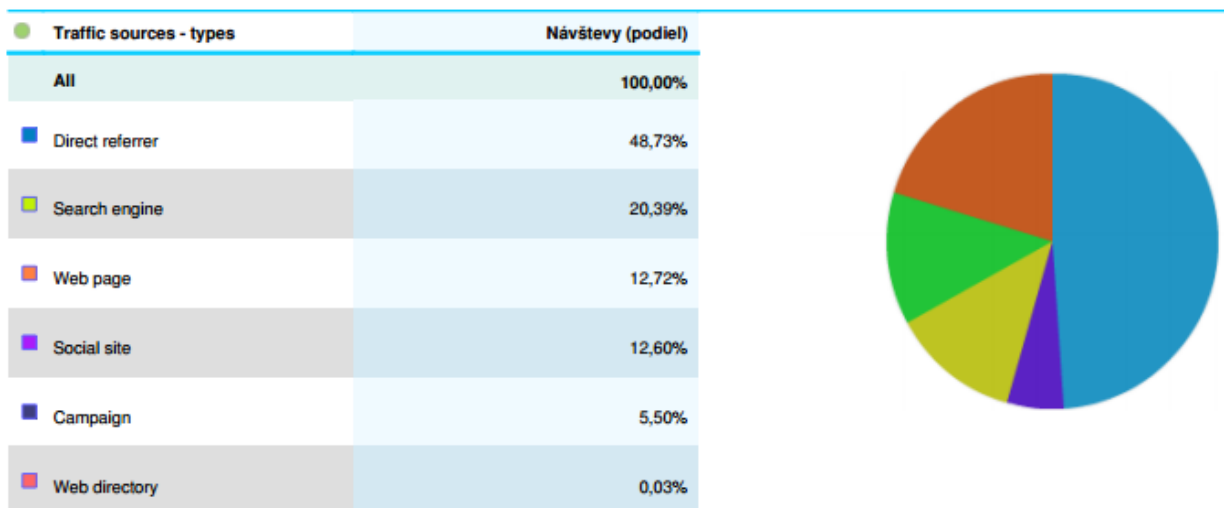 Traffic sources - types Návštevy (podiel)
All 100,00%
Direct referrer 48,73%
Search engine 20,39%
Web page 12,72%
Social site 12,60%
Campaign 5,50%
Web directory 0,03%